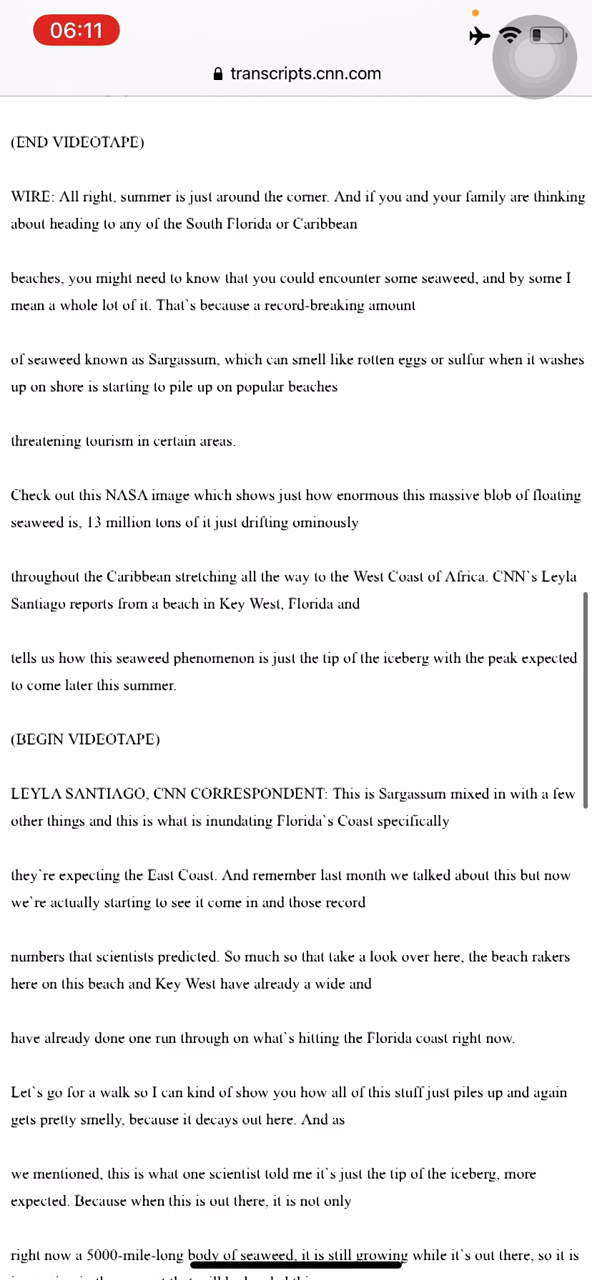 06:11
transcripts.cnn.com
(END VIDEOTAPE)
WIRE: All right, summer is just around the corner. And if you and your family are thinking
about heading to any of the South Florida or Caribbean
beaches, you might need to know that you could encounter some seaweed, and by some I
mean a whole lot of it. That`s because a record-breaking amount
of seaweed known as Sargassum, which can smell like rotten eggs or sulfur when it washes
up on shore is starting to pile up on popular beaches
threatening tourism in certain areas.
Check out this NASA image which shows just how enormous this massive blob of floating
seaweed is, 13 million tons of it just drifting ominously
throughout the Caribbean stretching all the way to the West Coast of Africa. CNN`s Leyla
Santiago reports from a beach in Key West, Florida and
tells us how this seaweed phenomenon is just the tip of the iceberg with the peak expected
to come later this summer.
(BEGIN VIDEOTAPE)
LEYLA SANTIAGO, CNN CORRESPONDENT: This is Sargassum mixed in with a few
other things and this is what is inundating Florida`s Coast specifically
they`re expecting the East Coast. And remember last month we talked about this but now
we`re actually starting to see it come in and those record
numbers that scientists predicted. So much so that take a look over here, the beach rakers
here on this beach and Key West have already a wide and
have already done one run through on what`s hitting the Florida coast right now.
Let`s go for a walk so I can kind of show you how all of this stuff just piles up and again
gets pretty smelly, because it decays out here. And as
we mentioned, this is what one scientist told me it`s just the tip of the iceberg, more
expected. Because when this is out there, it is not only
right now a 5000-mile-long body of seaweed, it is still growing while it`s out there, so it is